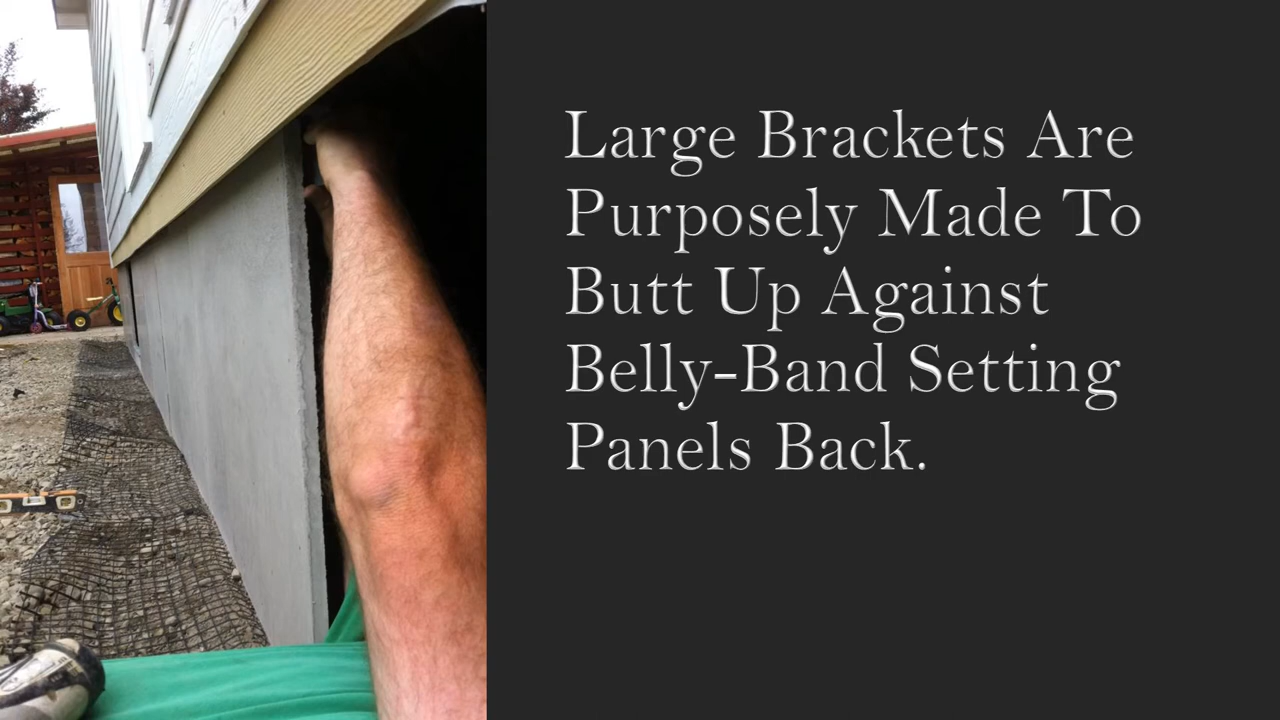 Large Brackets Are
Purposely Made To
Butt Up Against
Belly-Band Setting
Panels Back.